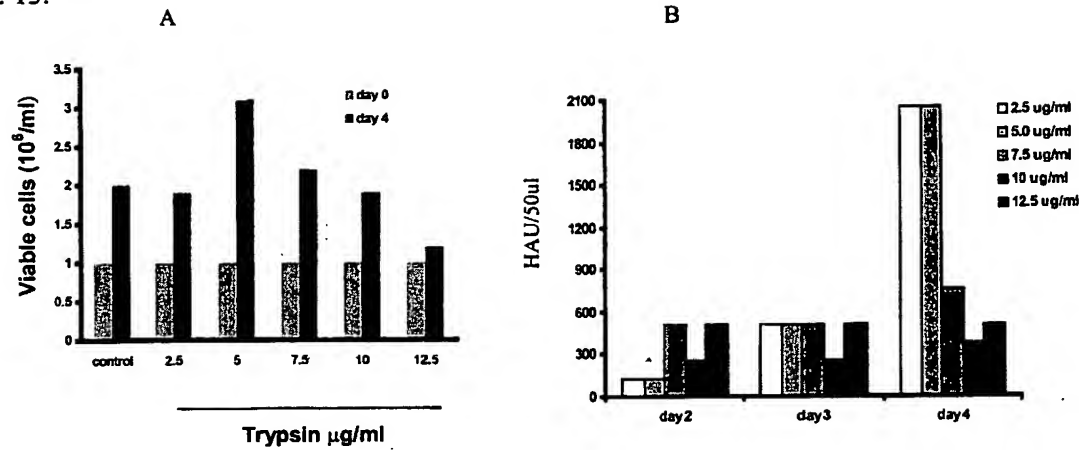 A
B
Viable cells (10⁶/ml)
3.5
3
2.5
2
1.5
1
0.5
0
day 0
day 4
control 2.5 5 7.5 10 12.5
Trypsin µg/ml
HAU/50ul
2100
1800
1500
1200
900
600
300
0
2.5 ug/ml
5.0 ug/ml
7.5 ug/ml
10 ug/ml
12.5 ug/ml
day2 day3 day4